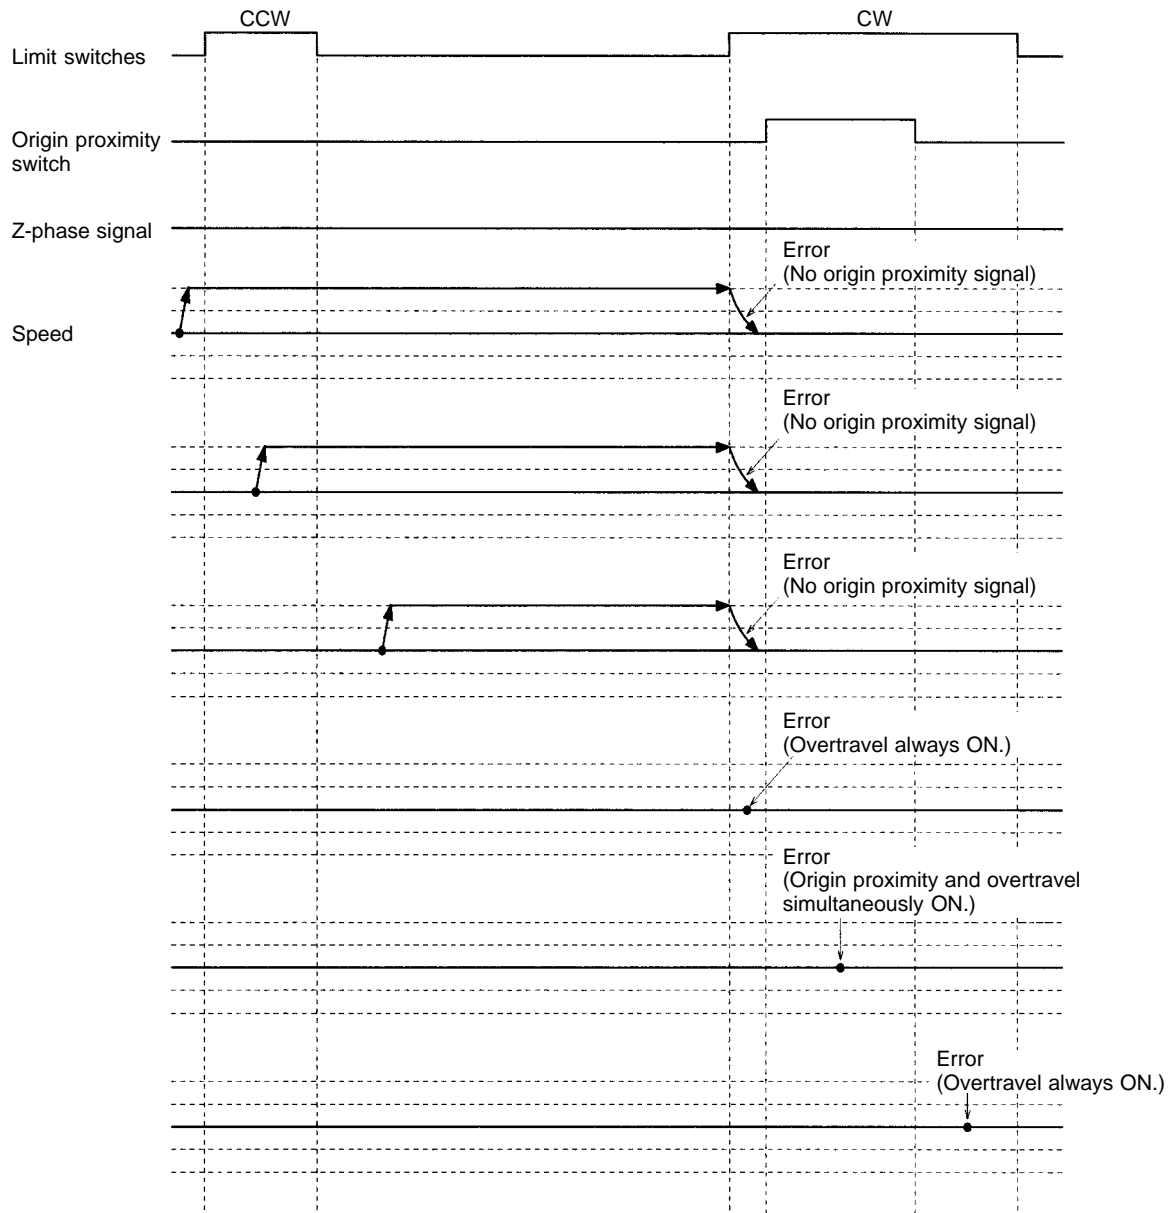 CCW
CW
Limit switches
Origin proximity
switch
Z-phase signal
Error
(No origin proximity signal)
Speed
Error
(No origin proximity signal)
Error
(No origin proximity signal)
Error
(Overtravel always ON.)
Error
(Origin proximity and overtravel
simultaneously ON.)
Error
(Overtravel always ON.)